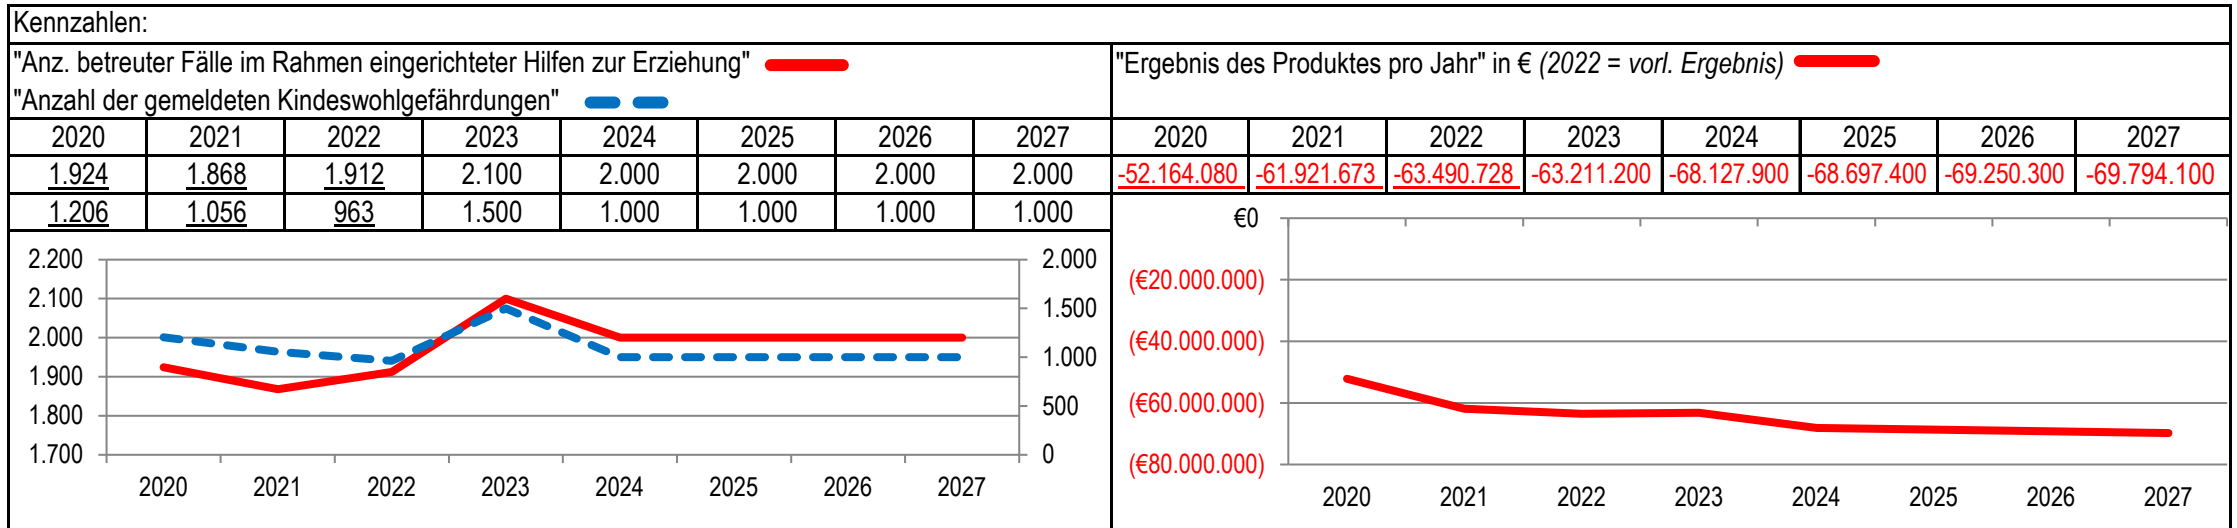 Kennzahlen:
"Anz. betreuter Fälle im Rahmen eingerichteter Hilfen zur Erziehung"
"Anzahl der gemeldeten Kindeswohlgefährdungen"
2020 2021 2022 2023 2024 2025 2026 2027
1.924 1.868 1.912 2.100 2.000 2.000 2.000 2.000
1.206 1.056 963 1.500 1.000 1.000 1.000 1.000
2.200 2.000
2.100 1.500
2.000
1.900 1.000
1.800 500
1.700 0
2020 2021 2022 2023 2024 2025 2026 2027
"Ergebnis des Produktes pro Jahr" in € (2022 = vorl. Ergebnis)
2020 2021 2022 2023 2024 2025 2026 2027
-52.164.080 -61.921.673 -63.490.728 -63.211.200 -68.127.900 -68.697.400 -69.250.300 -69.794.100
€0
(€20.000.000)
(€40.000.000)
(€60.000.000)
(€80.000.000)
2020 2021 2022 2023 2024 2025 2026 2027